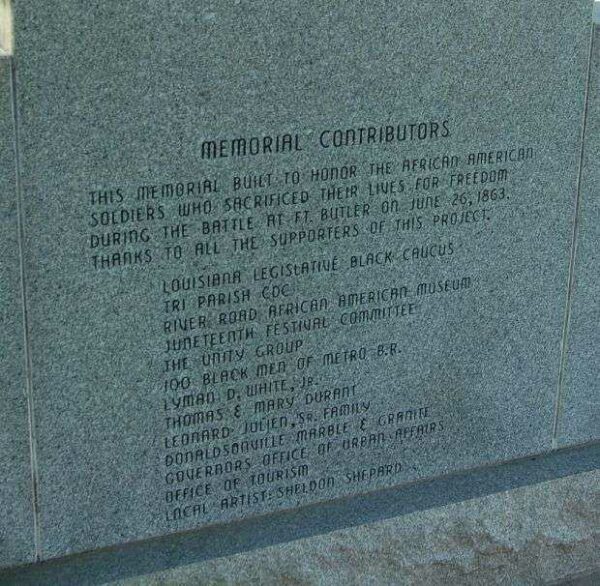 MEMORIAL CONTRIBUTORS
THIS MEMORIAL BUILT TO HONOR THE AFRICAN AMERICAN
SOLDIERS WHO SACRIFICED THEIR LIVES FOR FREEDOM
DURING THE BATTLE AT FT. BUTLER ON JUNE 26, 1863.
THANKS TO ALL THE SUPPORTERS OF THIS PROJECT.
LOUISIANA LEGISLATIVE BLACK CAUCUS
TRI PARISH CDC
RIVER ROAD AFRICAN AMERICAN MUSEUM
JUNETEENTH FESTIVAL COMMITTEE
THE UNITY GROUP
100 BLACK MEN OF METRO B.R.
LYMAN D. WHITE, JR.
THOMAS & MARY DURANT
LEONARD JULIEN, SR. FAMILY
DONALDSONVILLE MARBLE & GRANITE
GOVERNORS OFFICE OF URBAN AFFAIRS
OFFICE OF TOURISM
LOCAL ARTIST: SHELDON SHEPARD